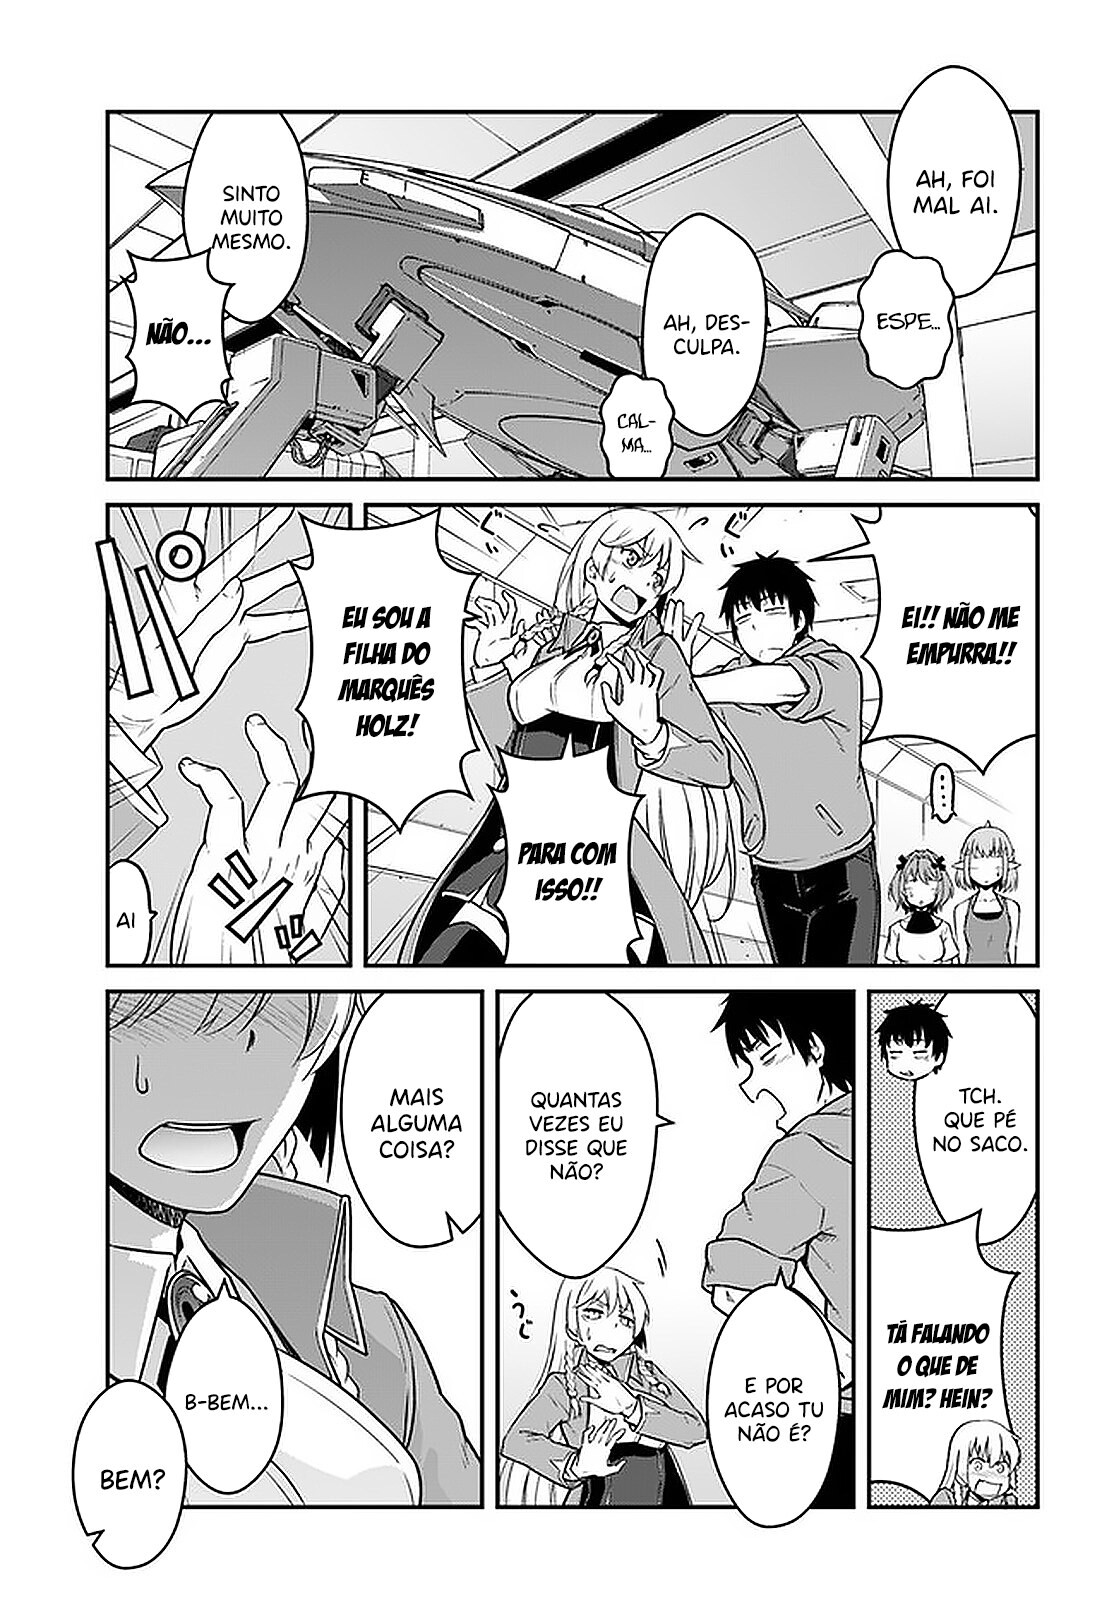 AH, FOI
MAL AI.
ESPE...
AH, DES-
CULPA.
CAL-
MA...
SINTO
MUITO
MESMO.
NÃO...
EI!! NÃO ME
EMPURRA!!
......
PARA COM
ISSO!!
EU SOU A
FILHA DO
MARQUÊS
HOLZ!
AI
TCH.
QUE PÉ
NO SACO.
TÁ FALANDO
O QUE DE
MIM? HEIN?
QUANTAS
VEZES EU
DISSE QUE
NÃO?
E POR
ACASO TU
NÃO É?
うじ
MAIS
ALGUMA
COISA?
B-BEM...
BEM?